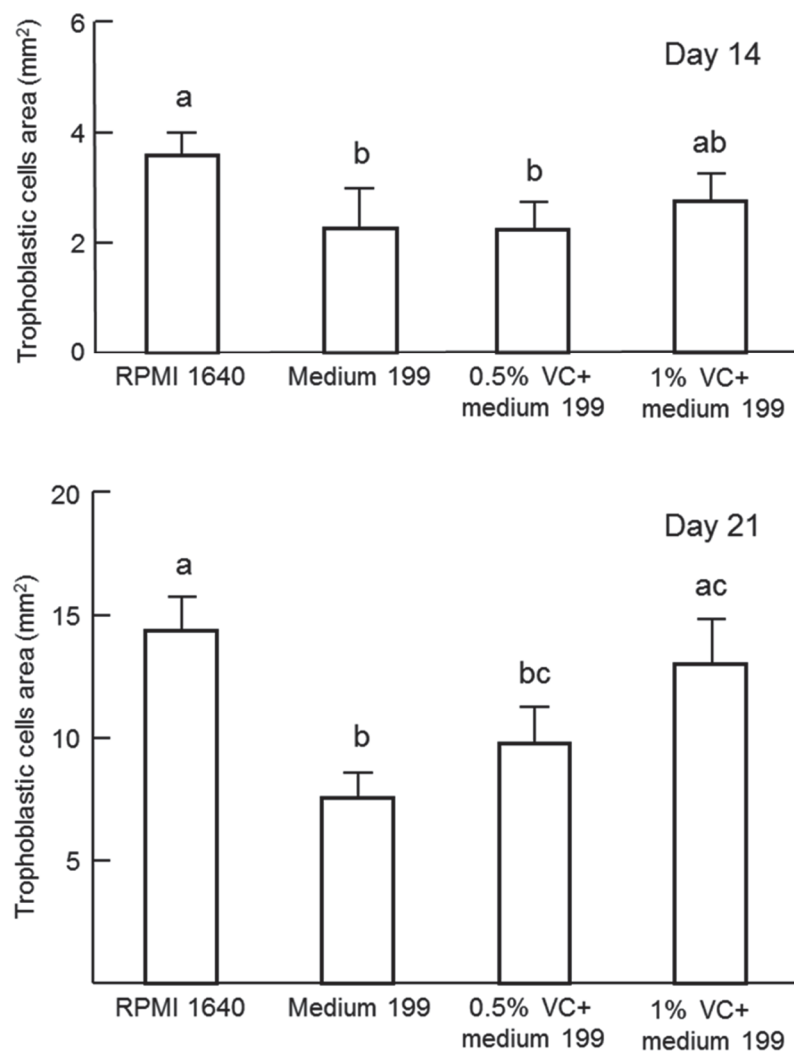 6
Day 14
Trophoblastic cells area (mm²)
a
4
b
b
ab
2
0
RPMI 1640
Medium 199
0.5% VC+
medium 199
1% VC+
medium 199
20
Day 21
Trophoblastic cells area (mm²)
a
ac
15
bc
b
10
5
RPMI 1640
Medium 199
0.5% VC+
medium 199
1% VC+
medium 199